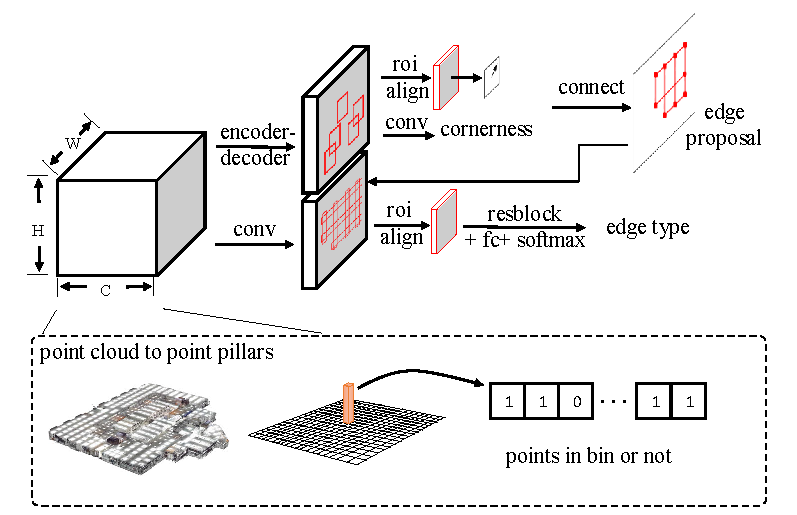 W
H
C
encoder-
decoder
conv
roi
align
conv
cornerness
connect
edge
proposal
roi
align
resblock
+ fc+ softmax
edge type
point cloud to point pillars
1 1 0 ... 1 1
points in bin or not